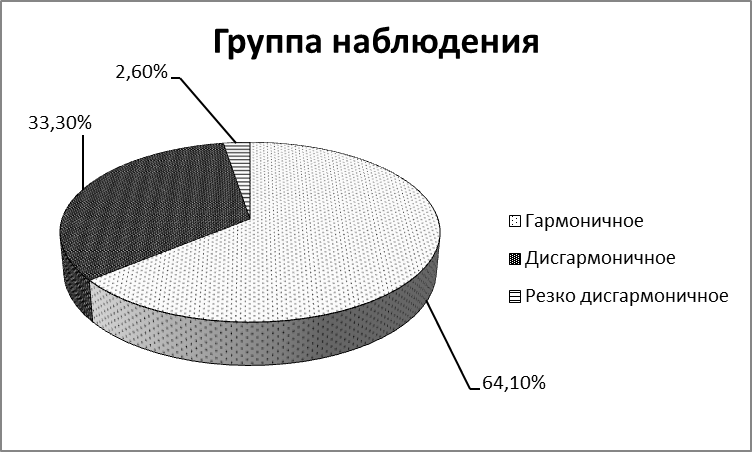 Группа наблюдения
2,60%
33,30%
Гармоничное
Дисгармоничное
Резко дисгармоничное
64,10%